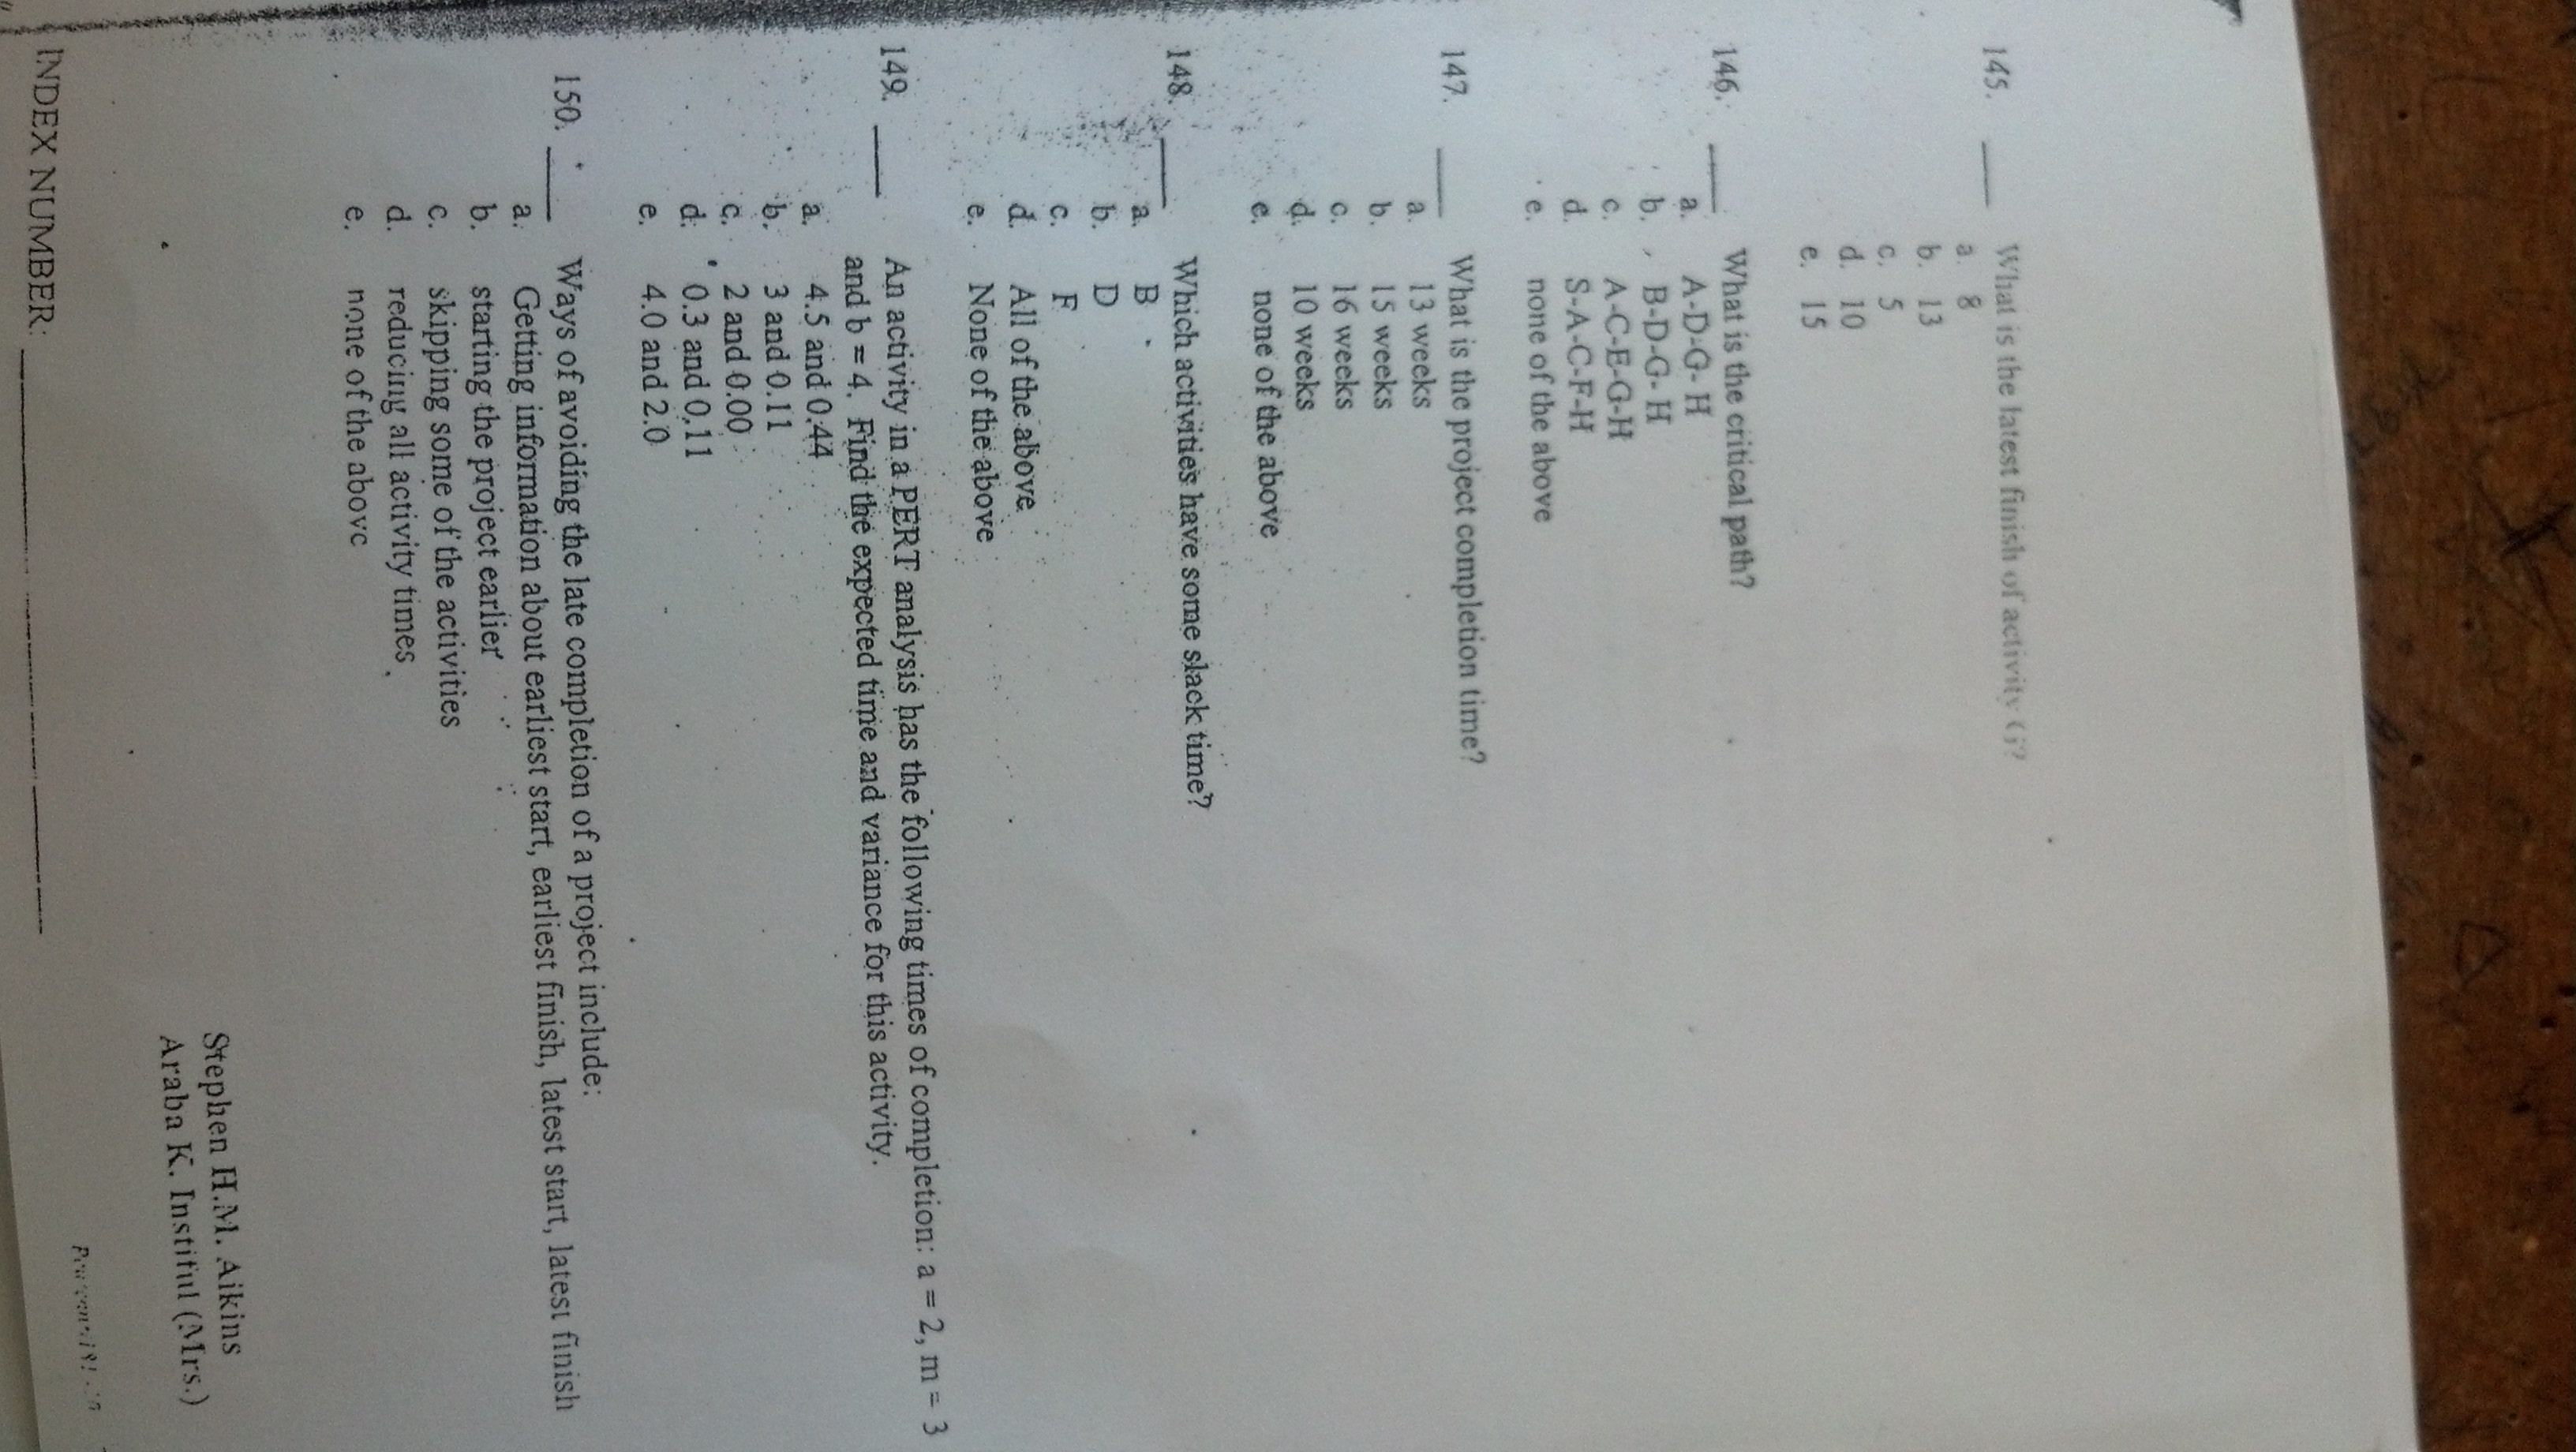 145. ____ What is the latest finish of activity G?
a. 8
b. 13
c. 5
d. 10
e. 15
146. ____ What is the critical path?
a. A-D-G- H
b. B-D-G- H
c. A-C-E-G-H
d. S-A-C-F-H
e. none of the above
147. ____ What is the project completion time?
a. 13 weeks
b. 15 weeks
c. 16 weeks
d. 10 weeks
e. none of the above
148. ____ Which activities have some slack time?
a. B
b. D
c. F
d. All of the above
e. None of the above
149. ____ An activity in a PERT analysis has the following times of completion: a = 2, m = 3
and b = 4. Find the expected time and variance for this activity.
a. 4.5 and 0.44
b. 3 and 0.11
c. 2 and 0.00
d. 0.3 and 0.11
e. 4.0 and 2.0
150. ____ Ways of avoiding the late completion of a project include:
a. Getting information about earliest start, earliest finish, latest start, latest finish
b. starting the project earlier
c. skipping some of the activities
d. reducing all activity times
e. none of the above
Stephen H.M. Aikins
Araba K. Instiful (Mrs.)
INDEX NUMBER: ____________________